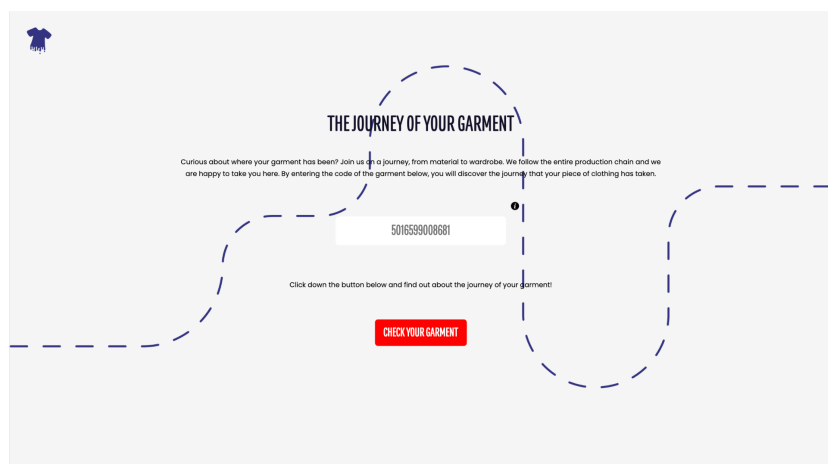 THE JOURNEY OF YOUR GARMENT
Curious about where your garment has been? Join us on a journey, from material to wardrobe. We follow the entire production chain and we
are happy to take you here. By entering the code of the garment below, you will discover the journey that your piece of clothing has taken.
i
5016599008681
Click down the button below and find out about the journey of your garment!
CHECK YOUR GARMENT